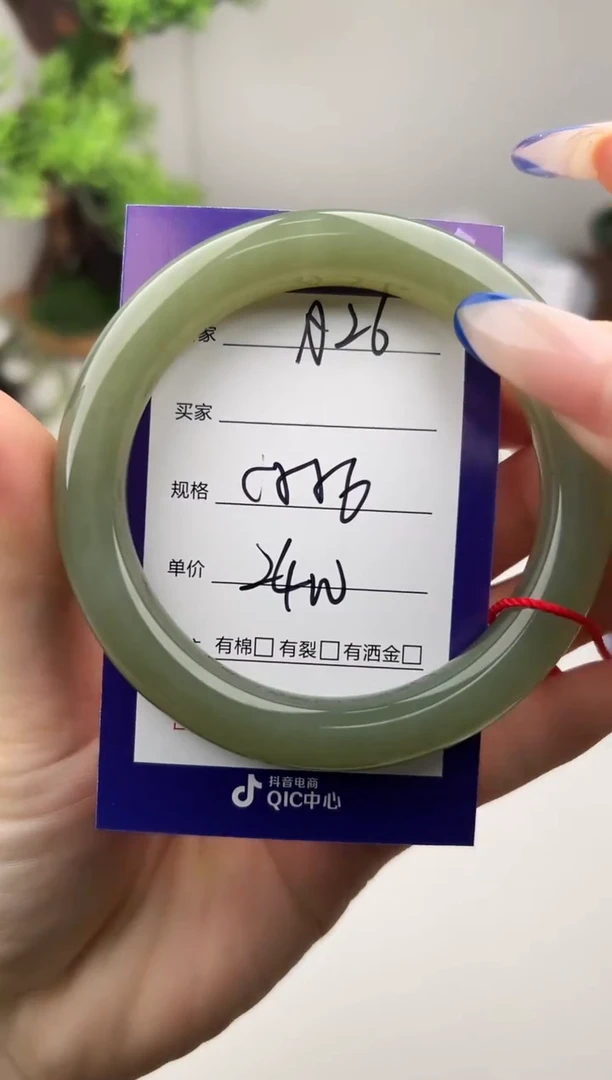 家 A26
买家
规格
单价 24W
有棉□ 有裂□ 有洒金□
抖音电商
QIC中心